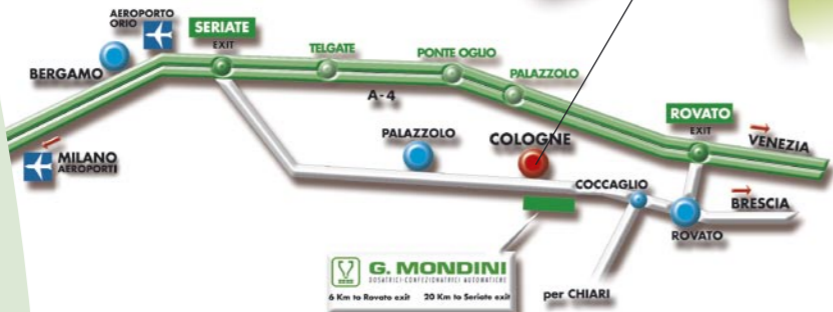 AEROPORTO
ORIO
SERIATE
EXIT
BERGAMO
TELGATE
PONTE OGLIO
PALAZZOLO
A-4
ROVATO
EXIT
VENEZIA
MILANO
AEROPORTI
PALAZZOLO
COLOGNE
COCCAGLIO
BRESCIA
ROVATO
G. MONDINI
DOSATRICI-CONFEZIONATRICI AUTOMATICHE
6 Km to Rovato exit 20 Km to Seriate exit
per CHIARI